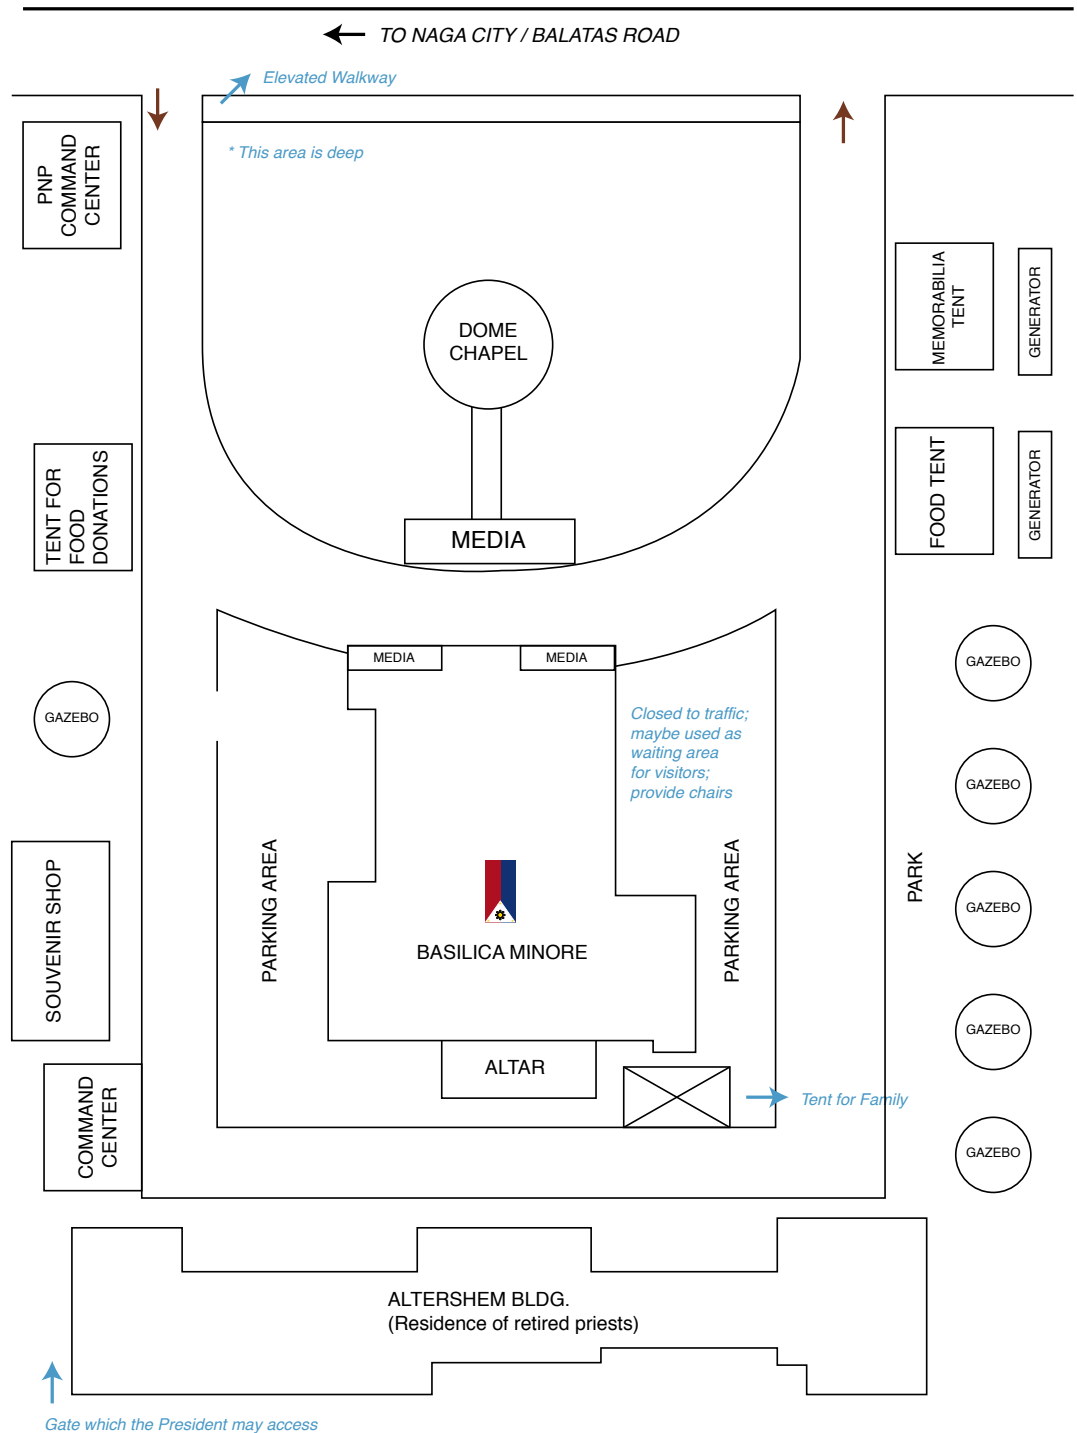 TO NAGA CITY / BALATAS ROAD
Elevated Walkway
* This area is deep
PNP
COMMAND
CENTER
MEMORABILIA
TENT
GENERATOR
DOME
CHAPEL
TENT FOR
FOOD
DONATIONS
MEDIA
FOOD TENT
GENERATOR
MEDIA
MEDIA
GAZEBO
GAZEBO
Closed to traffic;
maybe used as
waiting area
for visitors;
provide chairs
GAZEBO
SOUVENIR SHOP
PARKING AREA
BASILICA MINORE
PARKING AREA
PARK
GAZEBO
GAZEBO
ALTAR
COMMAND
CENTER
Tent for Family
GAZEBO
ALTERSHEM BLDG.
(Residence of retired priests)
Gate which the President may access